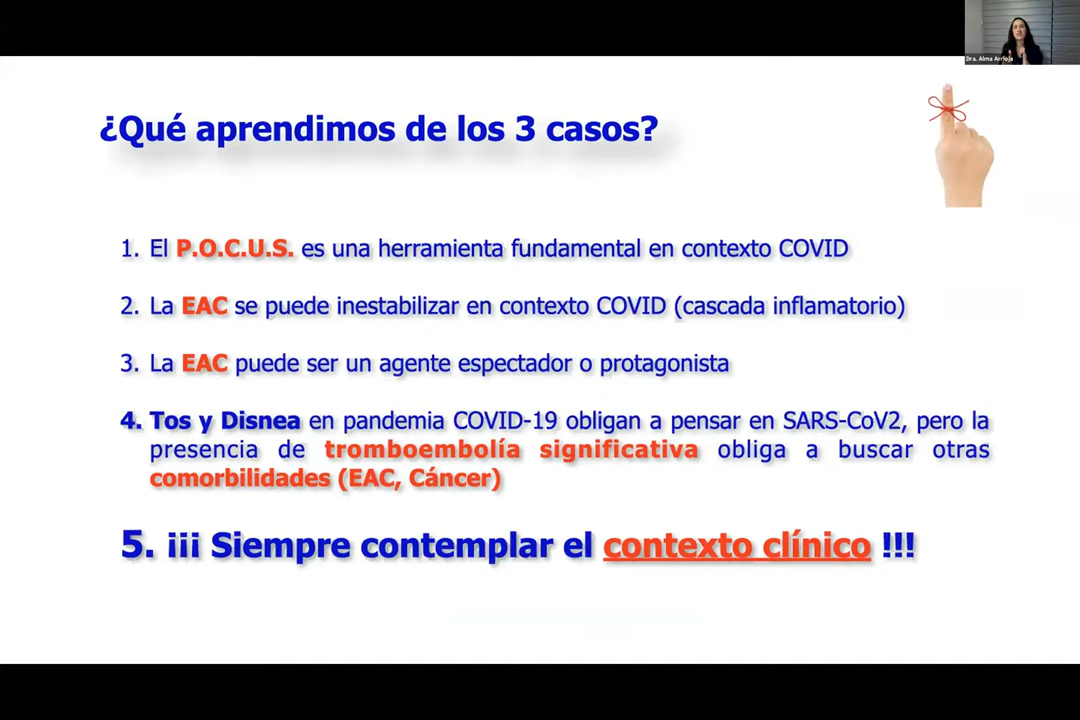 Dra. Alma Arrioja
¿Qué aprendimos de los 3 casos?
1. El P.O.C.U.S. es una herramienta fundamental en contexto COVID
2. La EAC se puede inestabilizar en contexto COVID (cascada inflamatorio)
3. La EAC puede ser un agente espectador o protagonista
4. Tos y Disnea en pandemia COVID-19 obligan a pensar en SARS-CoV2, pero la
presencia de tromboembolía significativa obliga a buscar otras
comorbilidades (EAC, Cáncer)
5. ¡¡¡ Siempre contemplar el contexto clínico !!!